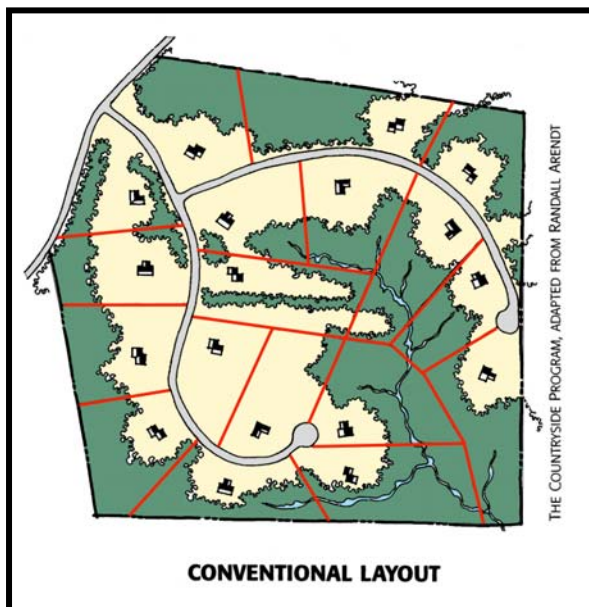 THE COUNTRYSIDE PROGRAM, ADAPTED FROM RANDALL ARENDT
CONVENTIONAL LAYOUT